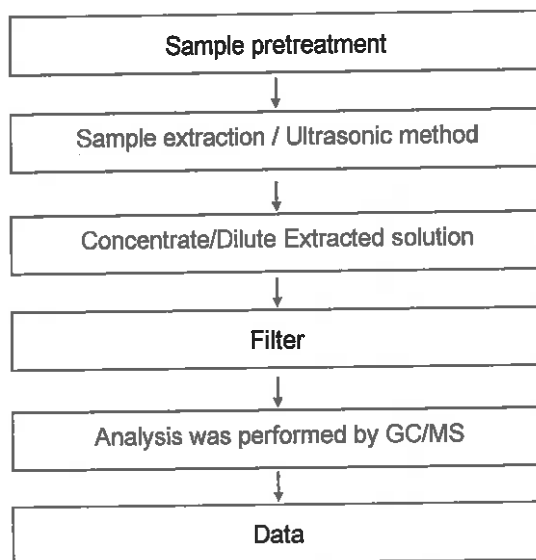 Sample pretreatment
Sample extraction / Ultrasonic method
Concentrate/Dilute Extracted solution
Filter
Analysis was performed by GC/MS
Data